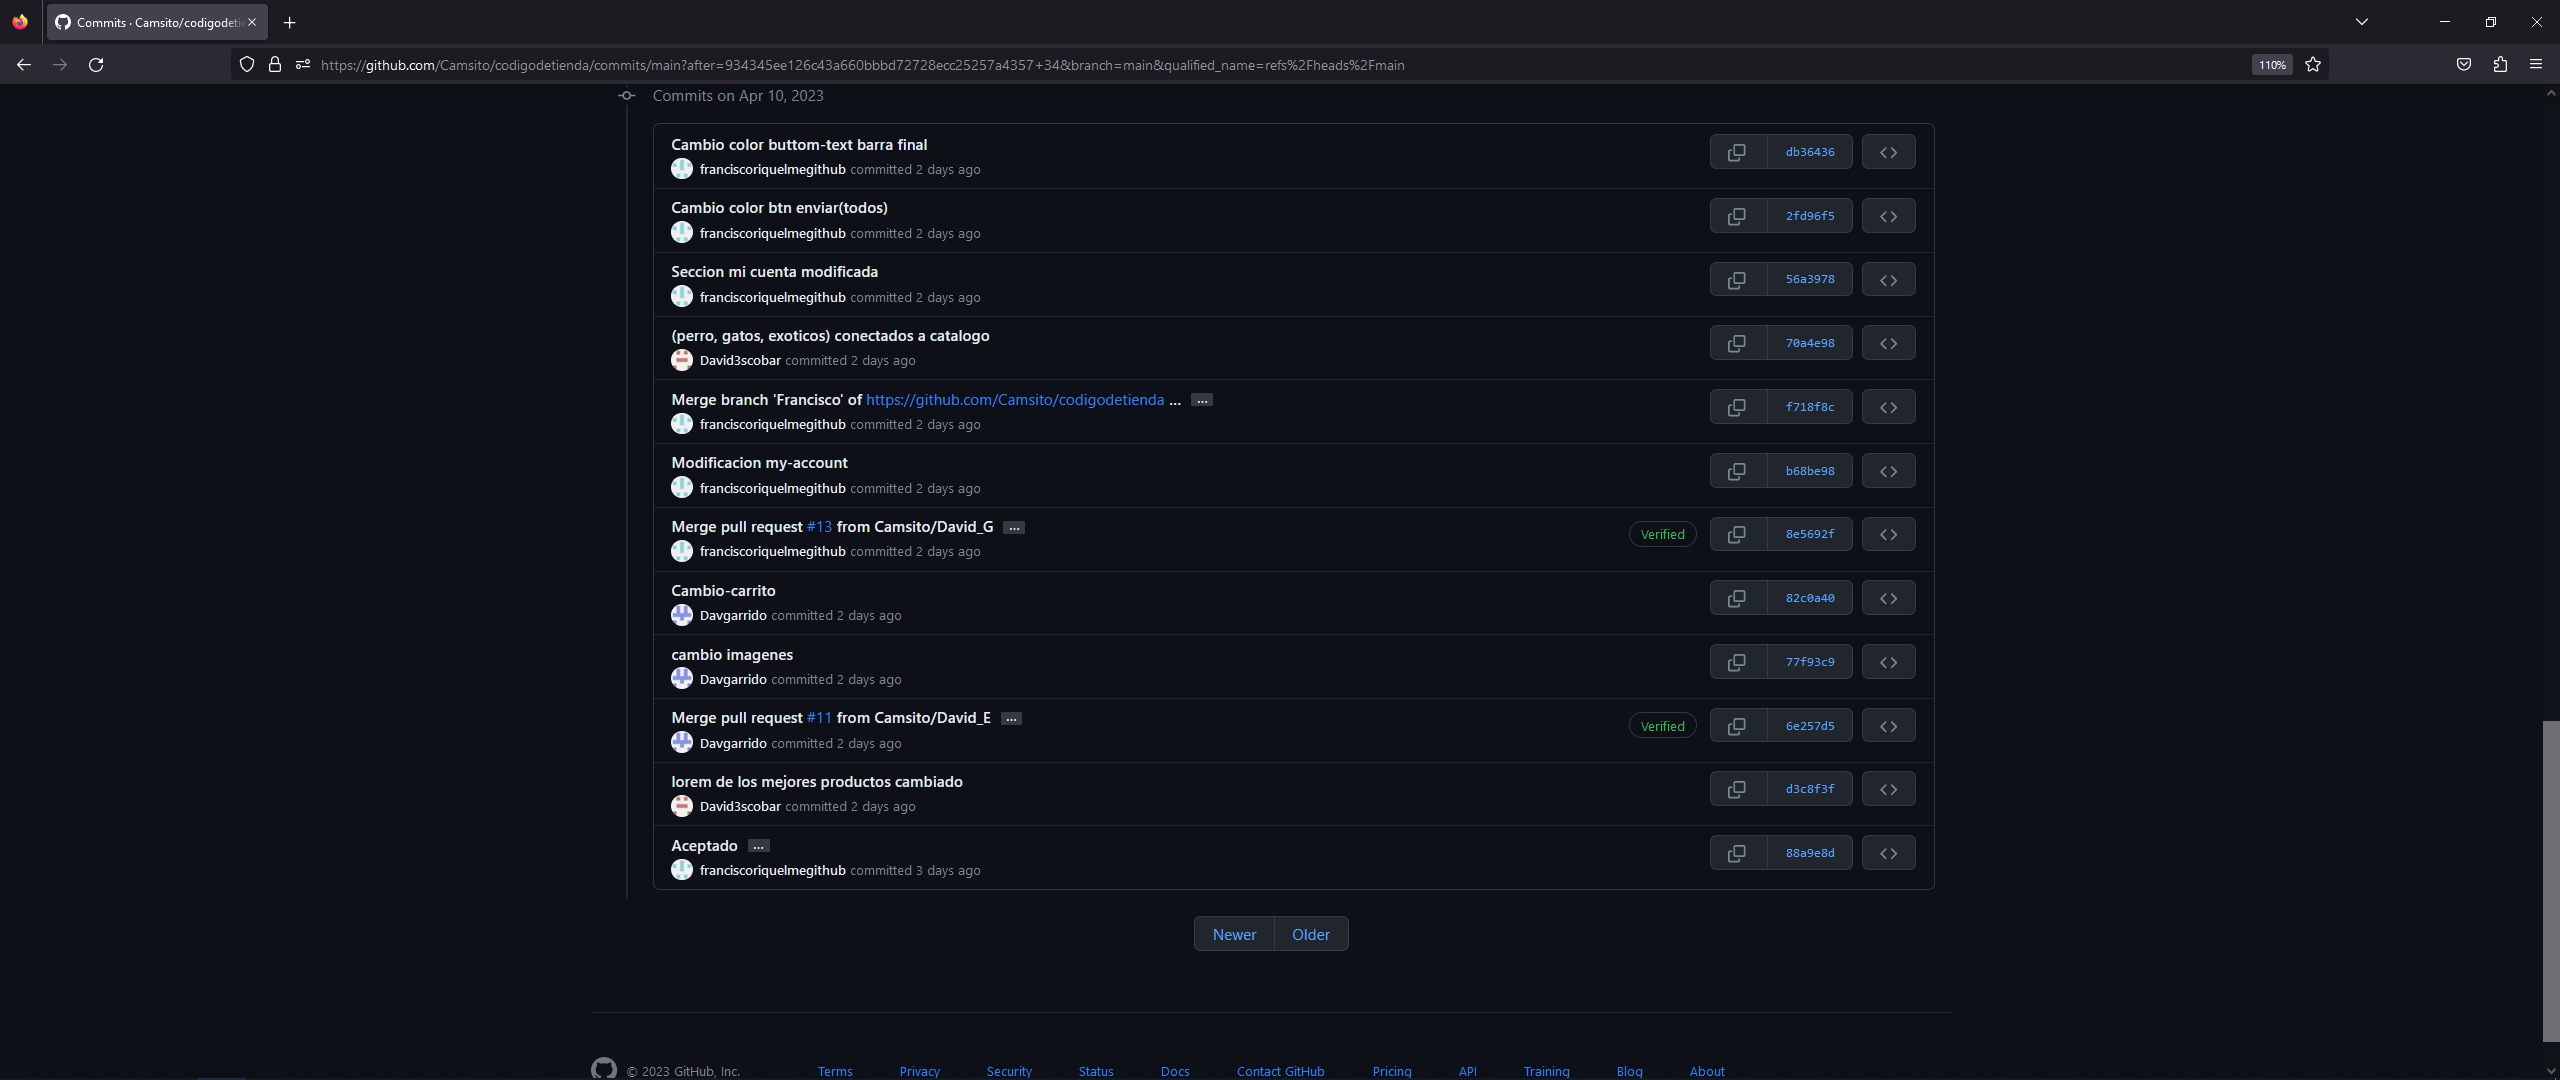 Commits · Camsito/codigodeti
https://github.com/Camsito/codigodetienda/commits/main?after=934345ee126c43a660bbbd72728ecc25257a4357+34&branch=main&qualified_name=refs%2Fheads%2Fmain
110%
Commits on Apr 10, 2023
Cambio color buttom-text barra final
franciscoriquelmegithub committed 2 days ago
db36436
Cambio color btn enviar(todos)
franciscoriquelmegithub committed 2 days ago
2fd96f5
Seccion mi cuenta modificada
franciscoriquelmegithub committed 2 days ago
56a3978
(perro, gatos, exoticos) conectados a catalogo
David3scobar committed 2 days ago
70a4e98
Merge branch 'Francisco' of https://github.com/Camsito/codigodetienda ... …
franciscoriquelmegithub committed 2 days ago
f718f8c
Modificacion my-account
franciscoriquelmegithub committed 2 days ago
b68be98
Merge pull request #13 from Camsito/David_G …
franciscoriquelmegithub committed 2 days ago
Verified
8e5692f
Cambio-carrito
Davgarrido committed 2 days ago
82c0a40
cambio imagenes
Davgarrido committed 2 days ago
77f93c9
Merge pull request #11 from Camsito/David_E …
Davgarrido committed 2 days ago
Verified
6e257d5
lorem de los mejores productos cambiado
David3scobar committed 2 days ago
d3c8f3f
Aceptado …
franciscoriquelmegithub committed 3 days ago
88a9e8d
Newer Older
© 2023 GitHub, Inc. Terms Privacy Security Status Docs Contact GitHub Pricing API Training Blog About